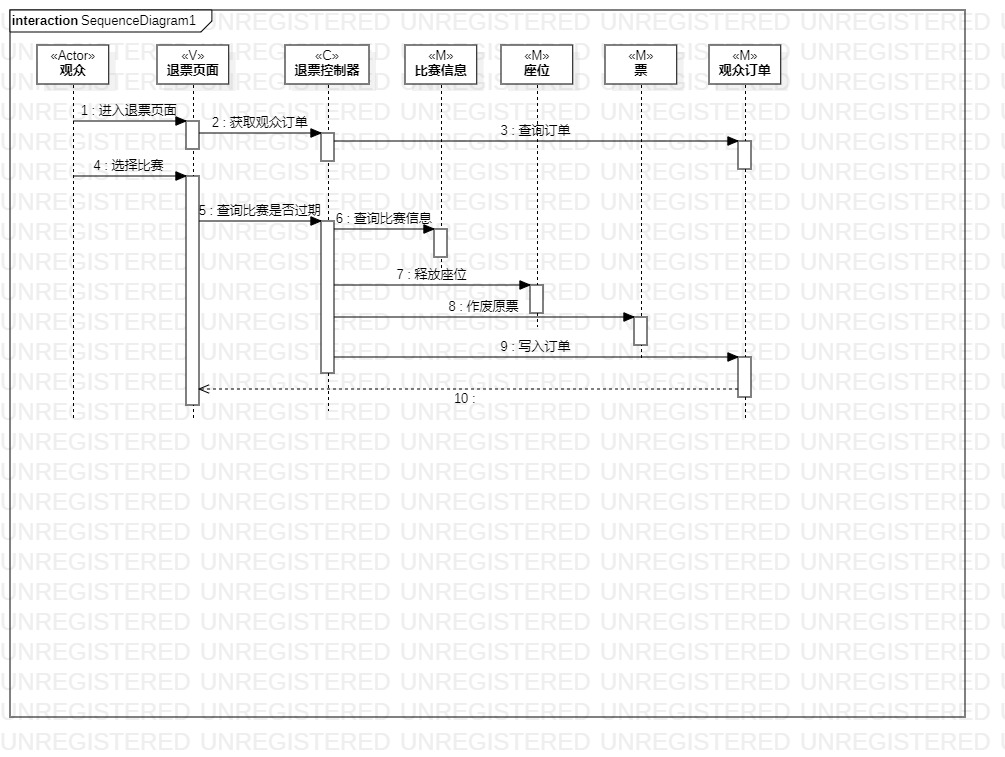 interaction SequenceDiagram1
«Actor»
观众
«V»
退票页面
«C»
退票控制器
«M»
比赛信息
«M»
座位
«M»
票
«M»
观众订单
1 : 进入退票页面
2 : 获取观众订单
3 : 查询订单
4 : 选择比赛
5 : 查询比赛是否过期
6 : 查询比赛信息
7 : 释放座位
8 : 作废原票
9 : 写入订单
10 :
UNREGISTERED